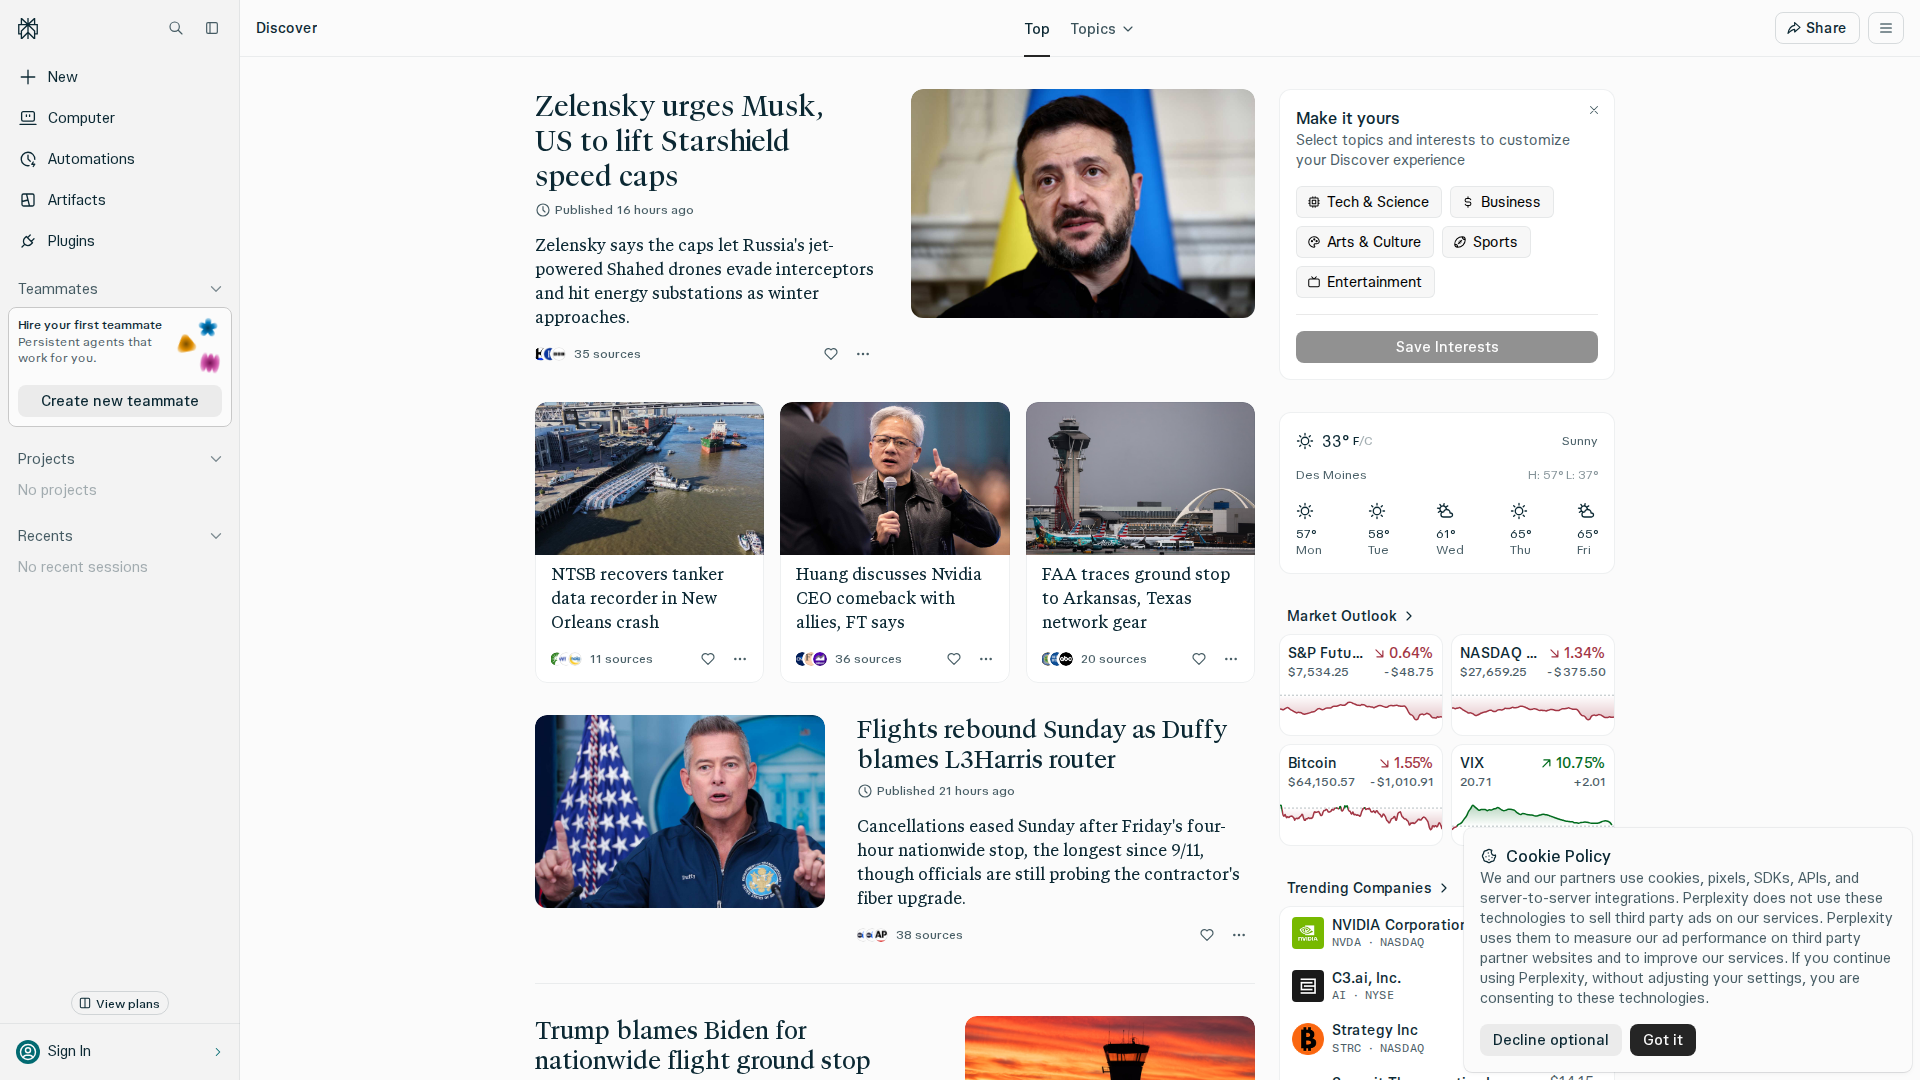 New
Computer
Automations
Artifacts
Plugins
Teammates
Hire your first teammate
Persistent agents that
work for you.
Create new teammate
Projects
No projects
Recents
No recent sessions
View plans
Sign In
Discover
Top
Topics
Share
Zelensky urges Musk,
US to lift Starshield
speed caps
Published 16 hours ago
Zelensky says the caps let Russia's jet-
powered Shahed drones evade interceptors
and hit energy substations as winter
approaches.
35 sources
NTSB recovers tanker
data recorder in New
Orleans crash
11 sources
Huang discusses Nvidia
CEO comeback with
allies, FT says
36 sources
FAA traces ground stop
to Arkansas, Texas
network gear
abc
20 sources
Duffy
Flights rebound Sunday as Duffy
blames L3Harris router
Published 21 hours ago
Cancellations eased Sunday after Friday's four-
hour nationwide stop, the longest since 9/11,
though officials are still probing the contractor's
fiber upgrade.
AP
38 sources
Trump blames Biden for
nationwide flight ground stop
Make it yours
Select topics and interests to customize
your Discover experience
Tech & Science
Business
Arts & Culture
Sports
Entertainment
Save Interests
33° F/C
Sunny
Des Moines
H: 57° L: 37°
57° 58° 61° 65° 65°
Mon Tue Wed Thu Fri
Market Outlook
S&P Futu... 0.64%
$7,534.25 -$48.75
NASDAQ ... 1.34%
$27,659.25 -$375.50
Bitcoin 1.55%
$64,150.57 -$1,010.91
VIX 10.75%
20.71 +2.01
Trending Companies
NVIDIA Corporation
NVDA · NASDAQ
C3.ai, Inc.
AI · NYSE
Strategy Inc
STRC · NASDAQ
Cookie Policy
We and our partners use cookies, pixels, SDKs, APIs, and
server-to-server integrations. Perplexity does not use these
technologies to sell third party ads on our services. Perplexity
uses them to measure our ad performance on third party
partner websites and to improve our services. If you continue
using Perplexity, without adjusting your settings, you are
consenting to these technologies.
Decline optional
Got it